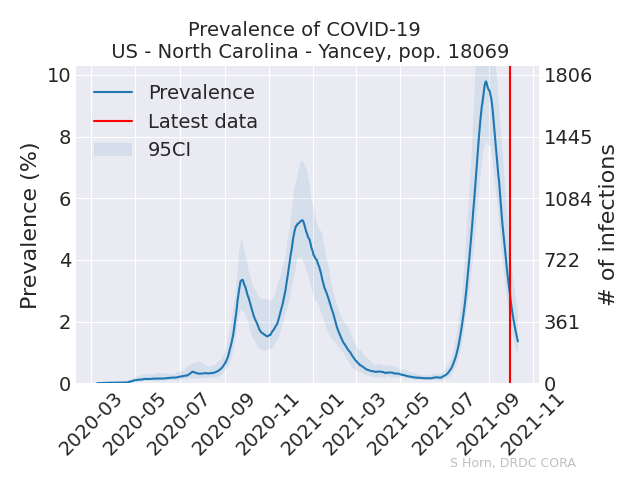 Prevalence of COVID-19
US - North Carolina - Yancey, pop. 18069
Prevalence
Latest data
95CI
Prevalence (%)
10
8
6
4
2
0
# of infections
1806
1445
1084
722
361
0
2020-03
2020-05
2020-07
2020-09
2020-11
2021-01
2021-03
2021-05
2021-07
2021-09
2021-11
S Horn, DRDC CORA